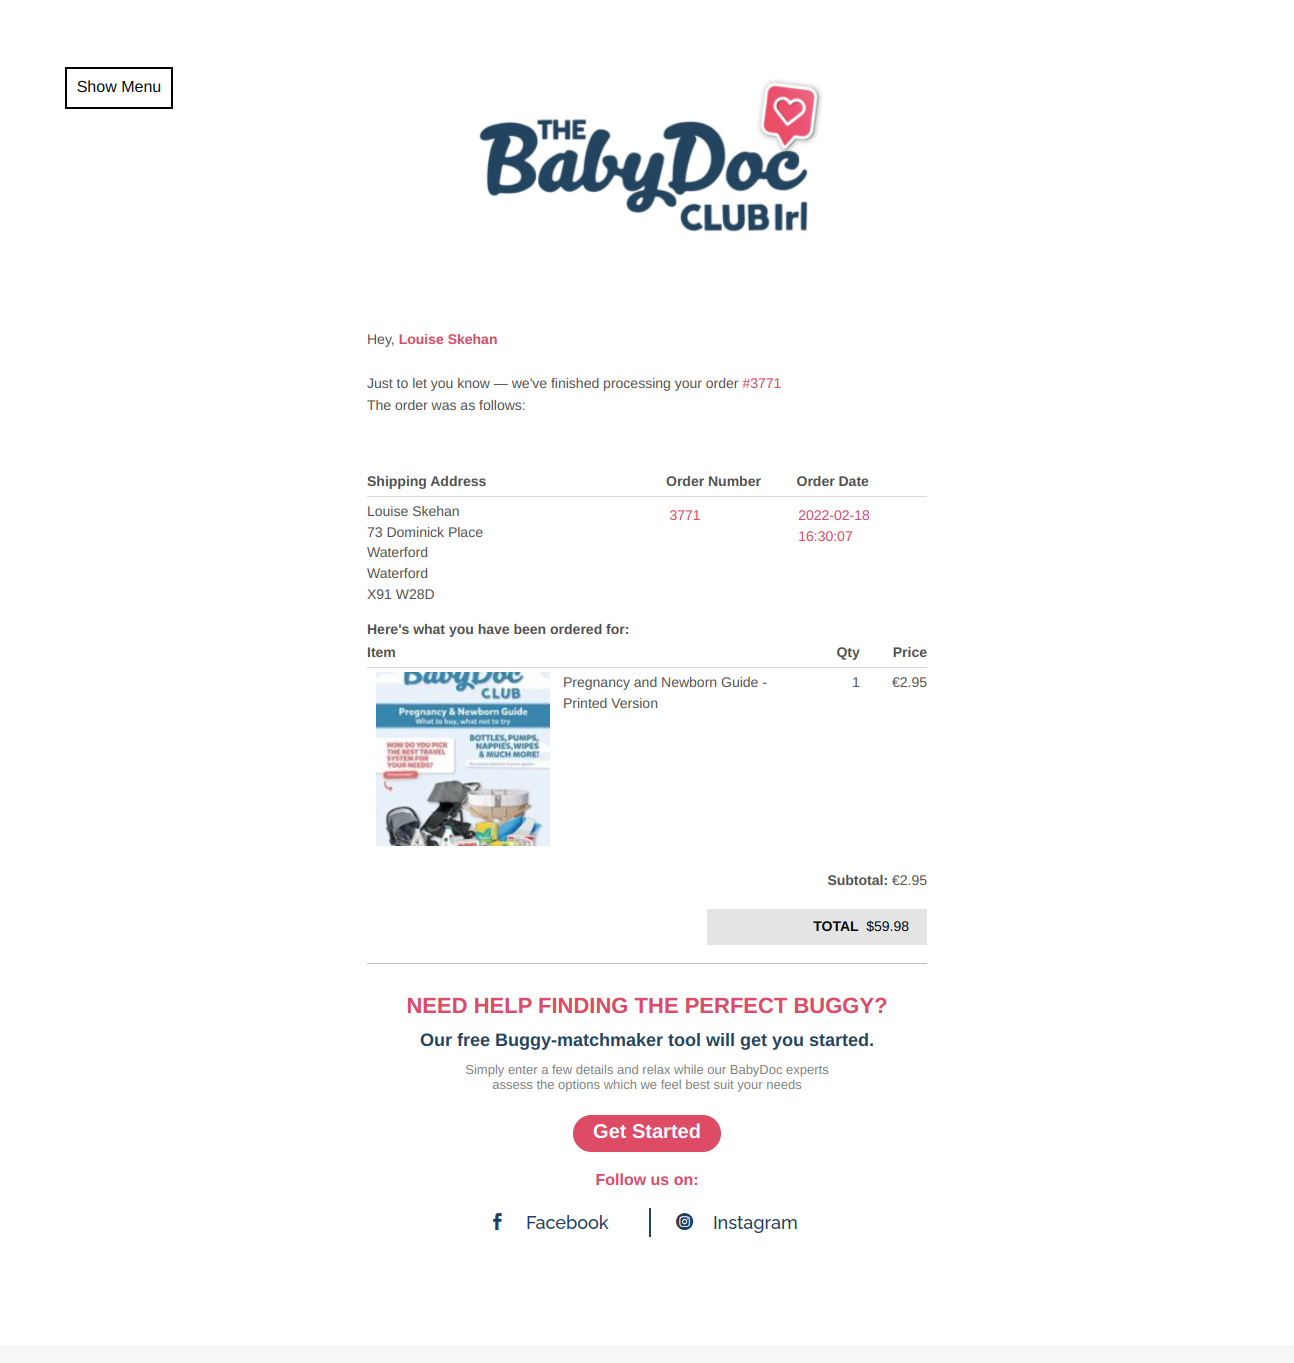 Show Menu
THE
BabyDoc
CLUB Irl
Hey, Louise Skehan
Just to let you know — we've finished processing your order #3771
The order was as follows:
Shipping Address Order Number Order Date
Louise Skehan 3771 2022-02-18
73 Dominick Place 16:30:07
Waterford
Waterford
X91 W28D
Here's what you have been ordered for:
Item Qty Price
BabyDoc
CLUB
Pregnancy & Newborn Guide
What to buy, what not to try
HOW DO YOU PICK
THE BEST TRAVEL
SYSTEM FOR
YOUR NEEDS?
BOTTLES, PUMPS,
NAPPIES, WIPES
& MUCH MORE!
Pregnancy and Newborn Guide - 1 €2.95
Printed Version
Subtotal: €2.95
TOTAL $59.98
NEED HELP FINDING THE PERFECT BUGGY?
Our free Buggy-matchmaker tool will get you started.
Simply enter a few details and relax while our BabyDoc experts
assess the options which we feel best suit your needs
Get Started
Follow us on:
Facebook Instagram